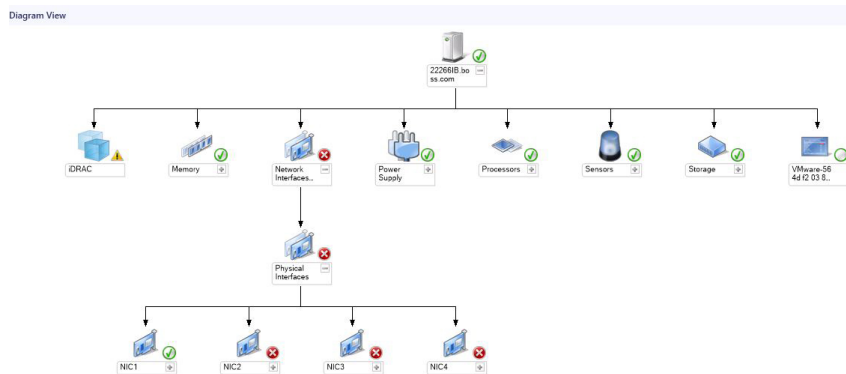 Diagram View
22266IB.bo
ss.com
iDRAC
Memory
Network
Interfaces..
Power
Supply
Processors
Sensors
Storage
VMware-56
4d f2 03 8..
Physical
Interfaces
NIC1
NIC2
NIC3
NIC4